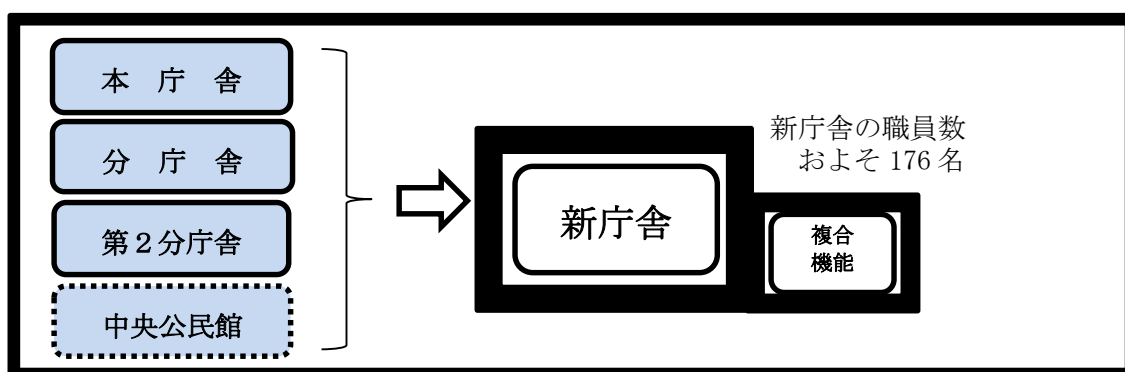 本 庁 舎
分 庁 舎
第２分庁舎
中央公民館
新庁舎
複合
機能
新庁舎の職員数
およそ 176 名